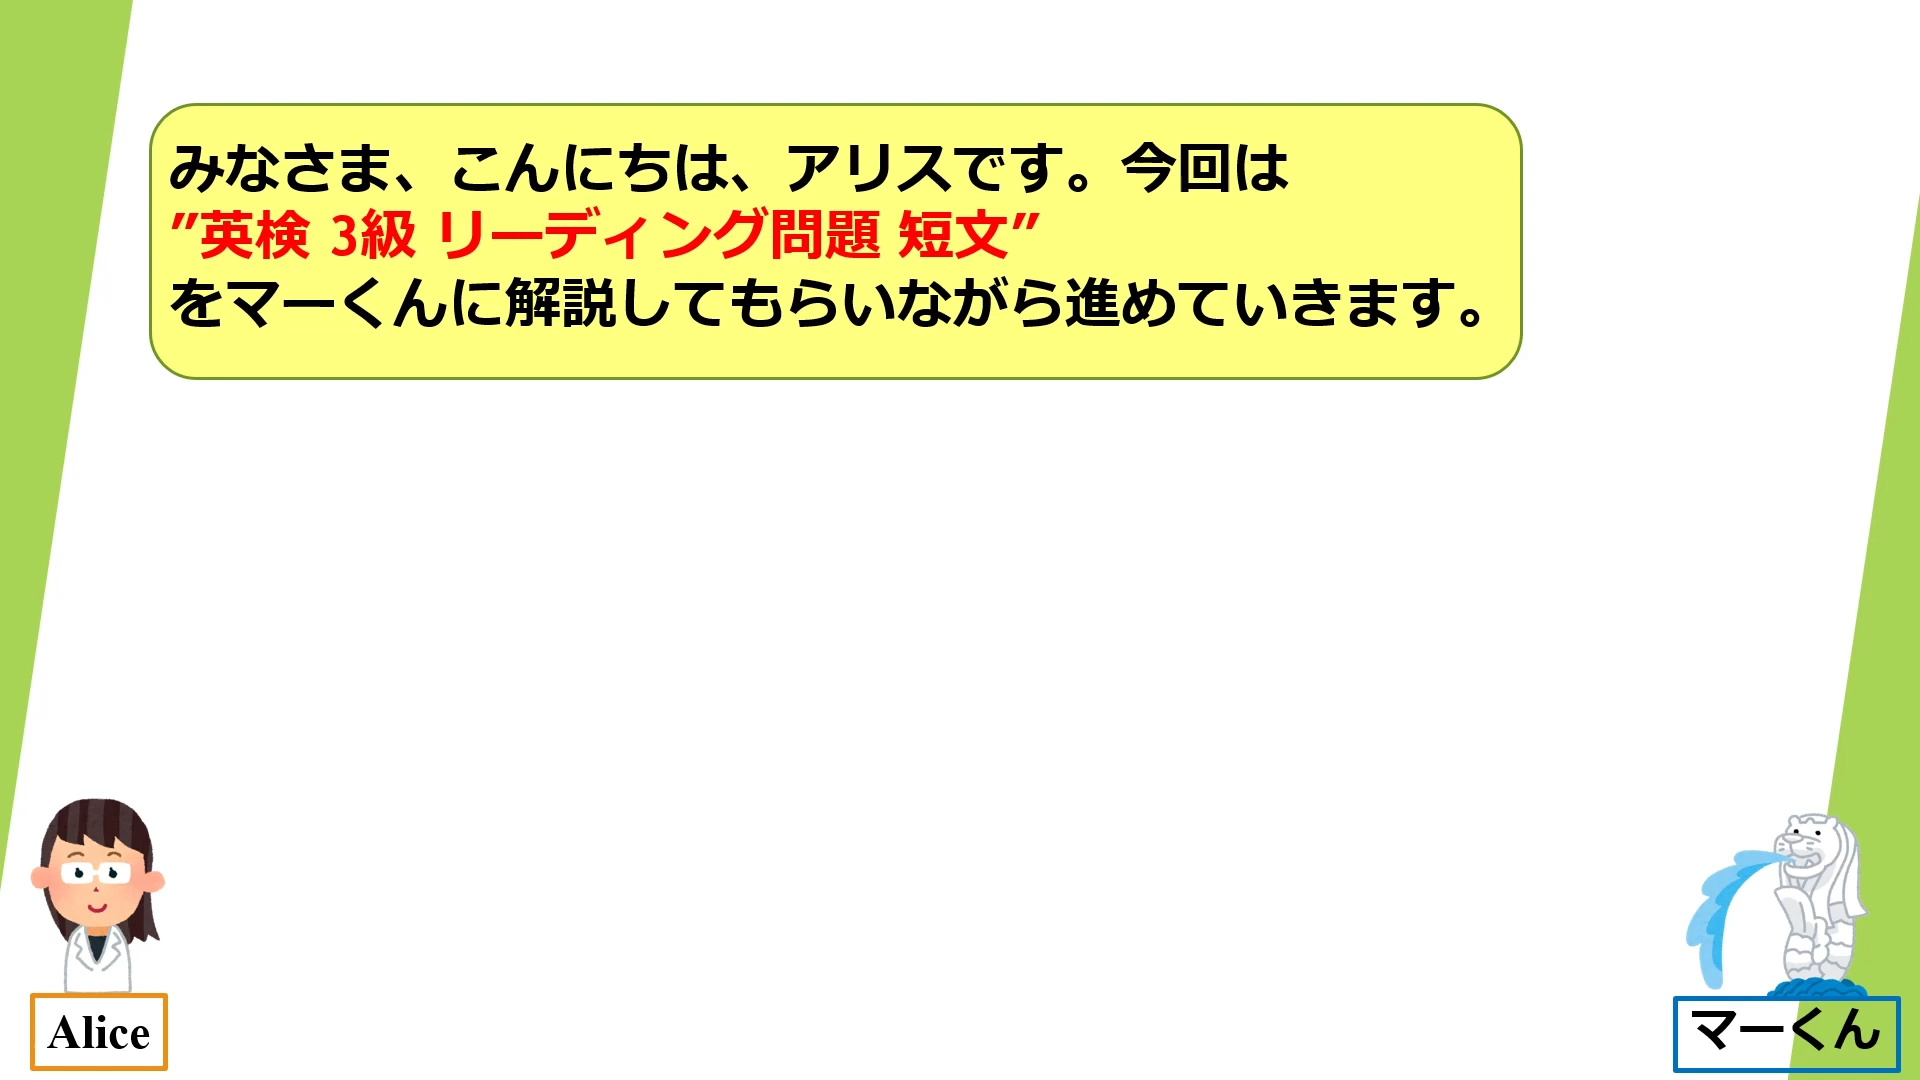 みなさま、こんにちは、アリスです。今回は
”英検 3級 リーディング問題 短文”
をマーくんに解説してもらいながら進めていきます。
Alice
マーくん